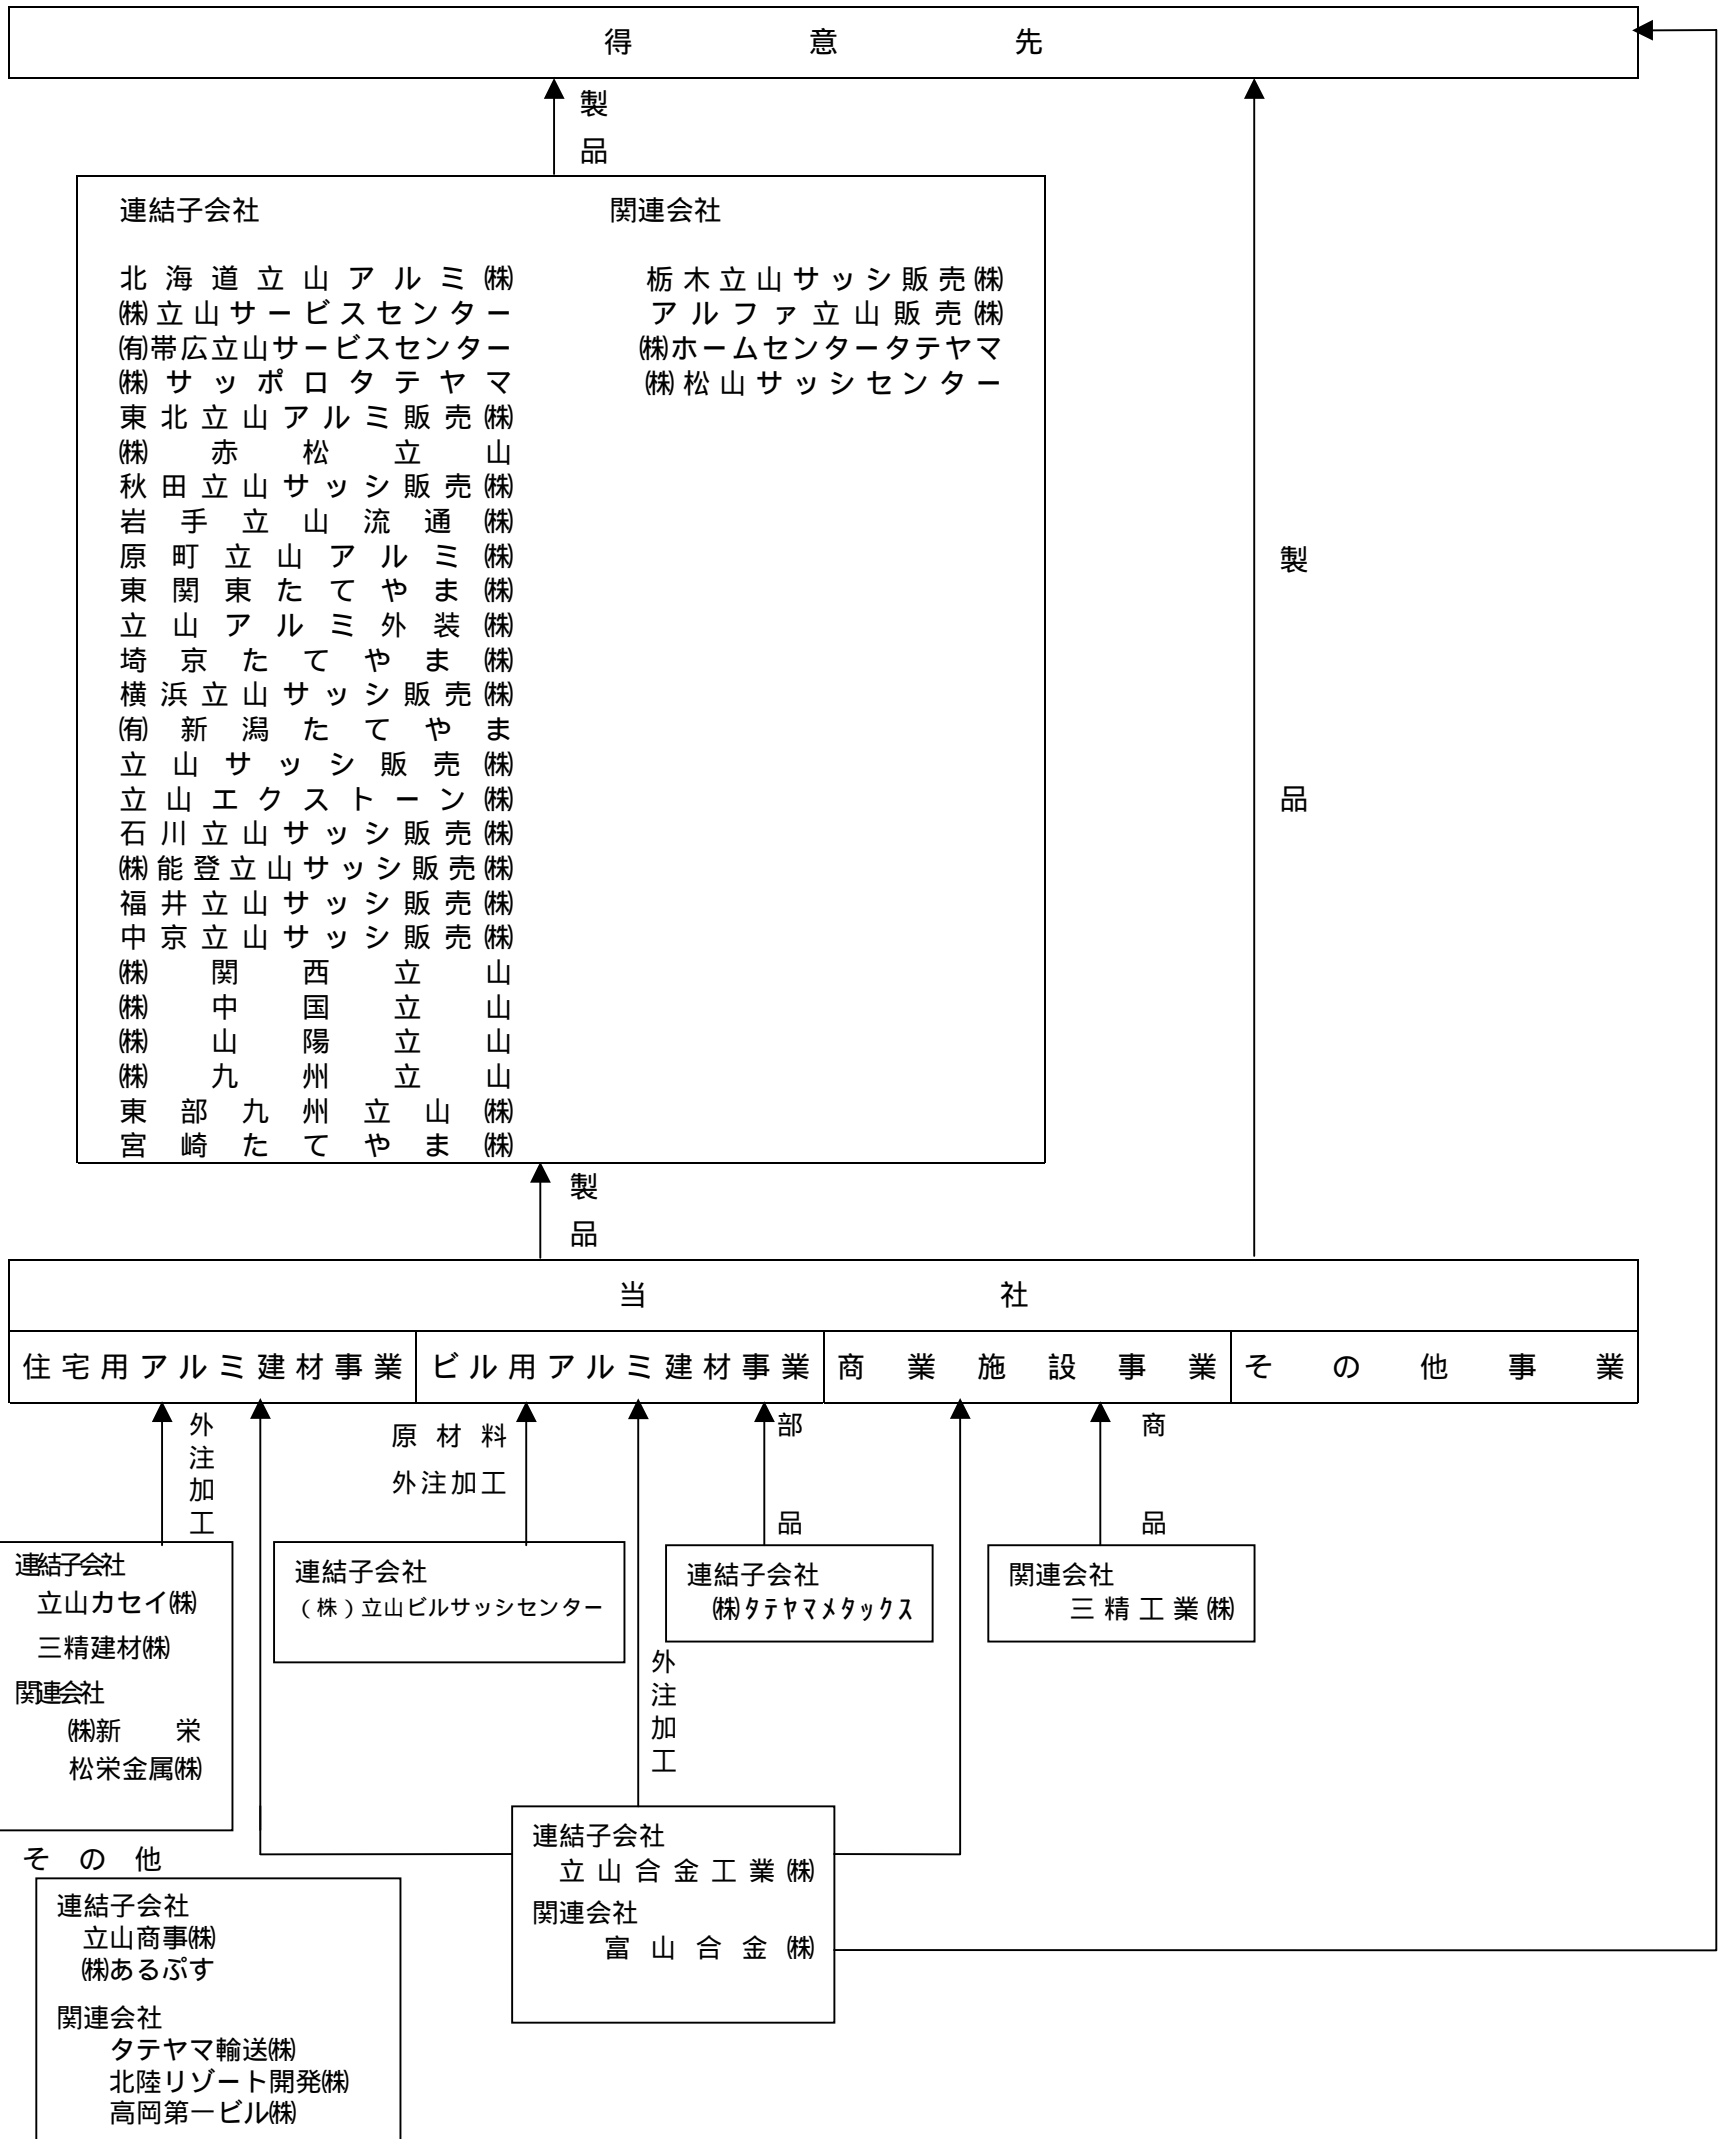 得意先
製
品
連結子会社
北海道立山アルミ㈱
㈱立山サービスセンター
㈲帯広立山サービスセンター
㈱サッポロタテヤマ
東北立山アルミ販売㈱
㈱赤松立山
秋田立山サッシ販売㈱
岩手立山流通㈱
原町立山アルミ㈱
東関東たてやま㈱
立山アルミ外装㈱
埼京たてやま㈱
横浜立山サッシ販売㈱
㈲新潟たてやま
立山サッシ販売㈱
立山エクストーン㈱
石川立山サッシ販売㈱
㈱能登立山サッシ販売㈱
福井立山サッシ販売㈱
中京立山サッシ販売㈱
㈱関西立山
㈱中国立山
㈱山陽立山
㈱九州立山
東部九州立山㈱
宮崎たてやま㈱
関連会社
栃木立山サッシ販売㈱
アルファ立山販売㈱
㈱ホームセンタータテヤマ
㈱松山サッシセンター
製
品
製
品
当社
住宅用アルミ建材事業
ビル用アルミ建材事業
商業施設事業
その他事業
外
注
加
工
原材料
外注加工
部
品
商
品
連結子会社
立山カセイ㈱
三精建材㈱
関連会社
㈱新　栄
松栄金属㈱
連結子会社
（株）立山ビルサッシセンター
連結子会社
㈱ﾀﾃﾔﾏﾒﾀｯｸｽ
関連会社
三精工業㈱
外
注
加
工
連結子会社
立山合金工業㈱
関連会社
富山合金㈱
その他
連結子会社
立山商事㈱
㈱あるぷす
関連会社
タテヤマ輸送㈱
北陸リゾート開発㈱
高岡第一ビル㈱